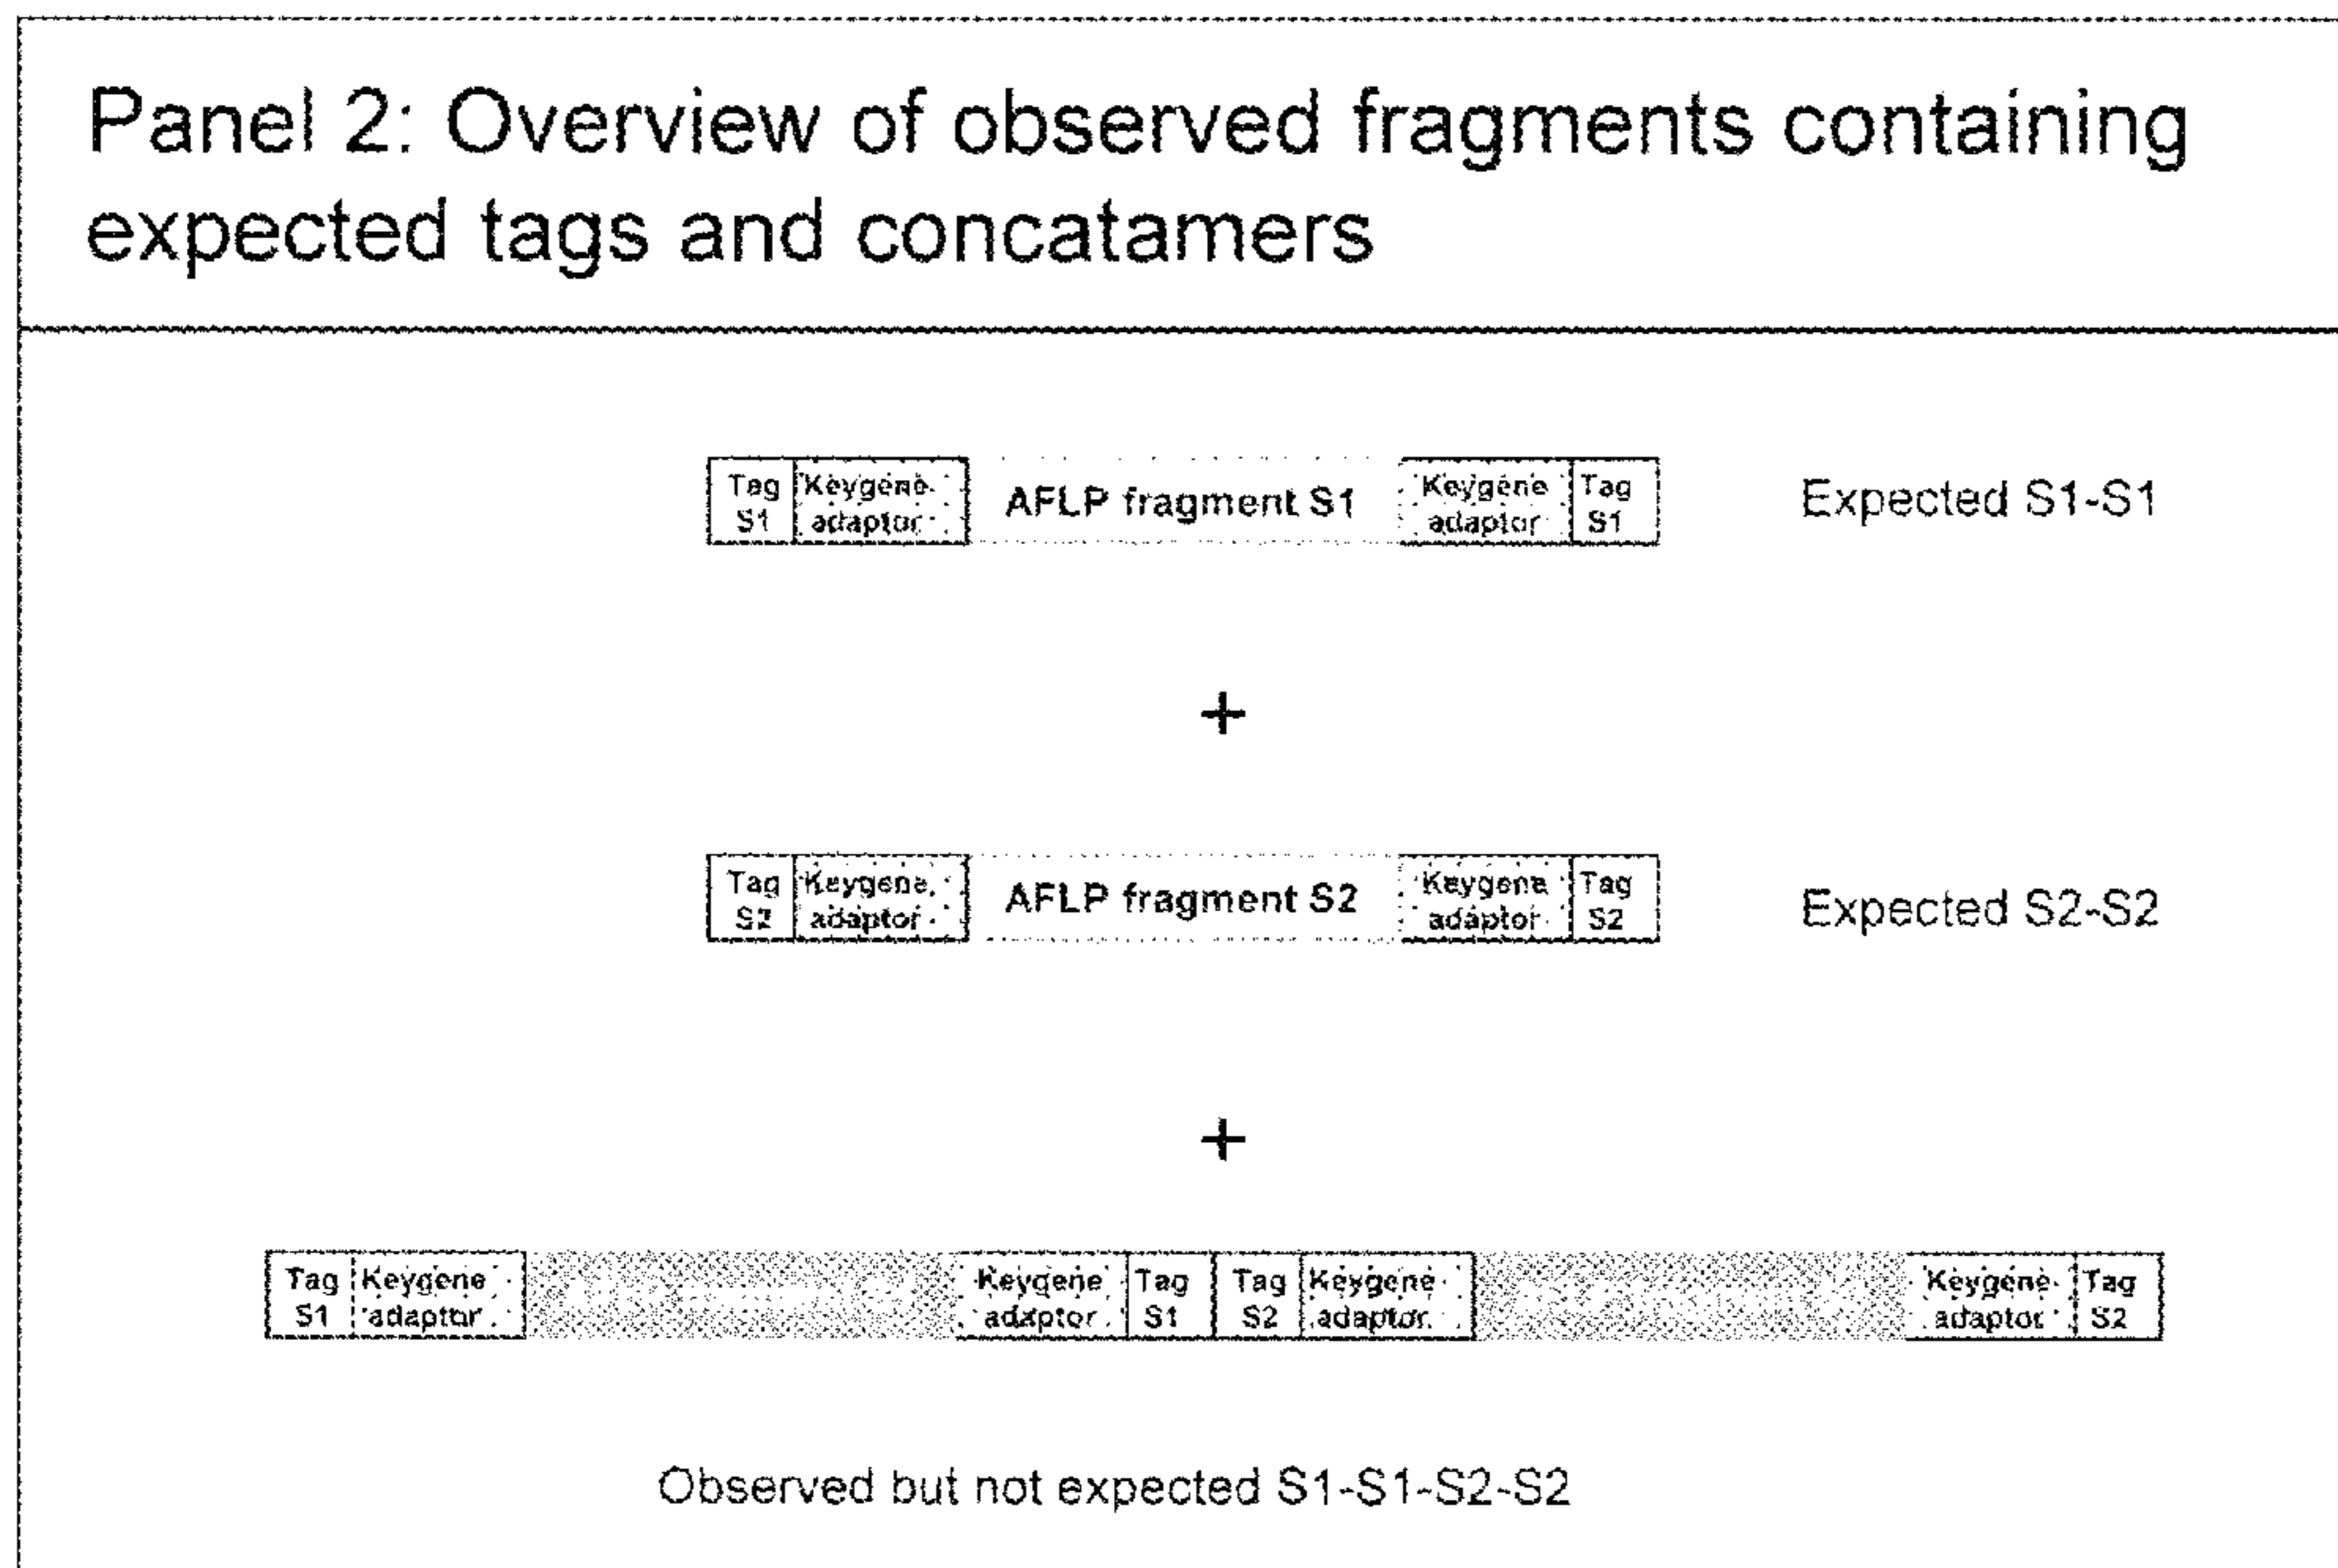 Panel 2: Overview of observed fragments containing
expected tags and concatamers
Tag Keygene AFLP fragment S1 Keygene Tag Expected S1-S1
S1 adaptor adaptor S1
+
Tag Keygene AFLP fragment S2 Keygene Tag Expected S2-S2
S2 adaptor adaptor S2
+
Tag Keygene Keygene Tag Tag Keygene Keygene Tag
S1 adaptor adaptor S1 S2 adaptor adaptor S2
Observed but not expected S1-S1-S2-S2